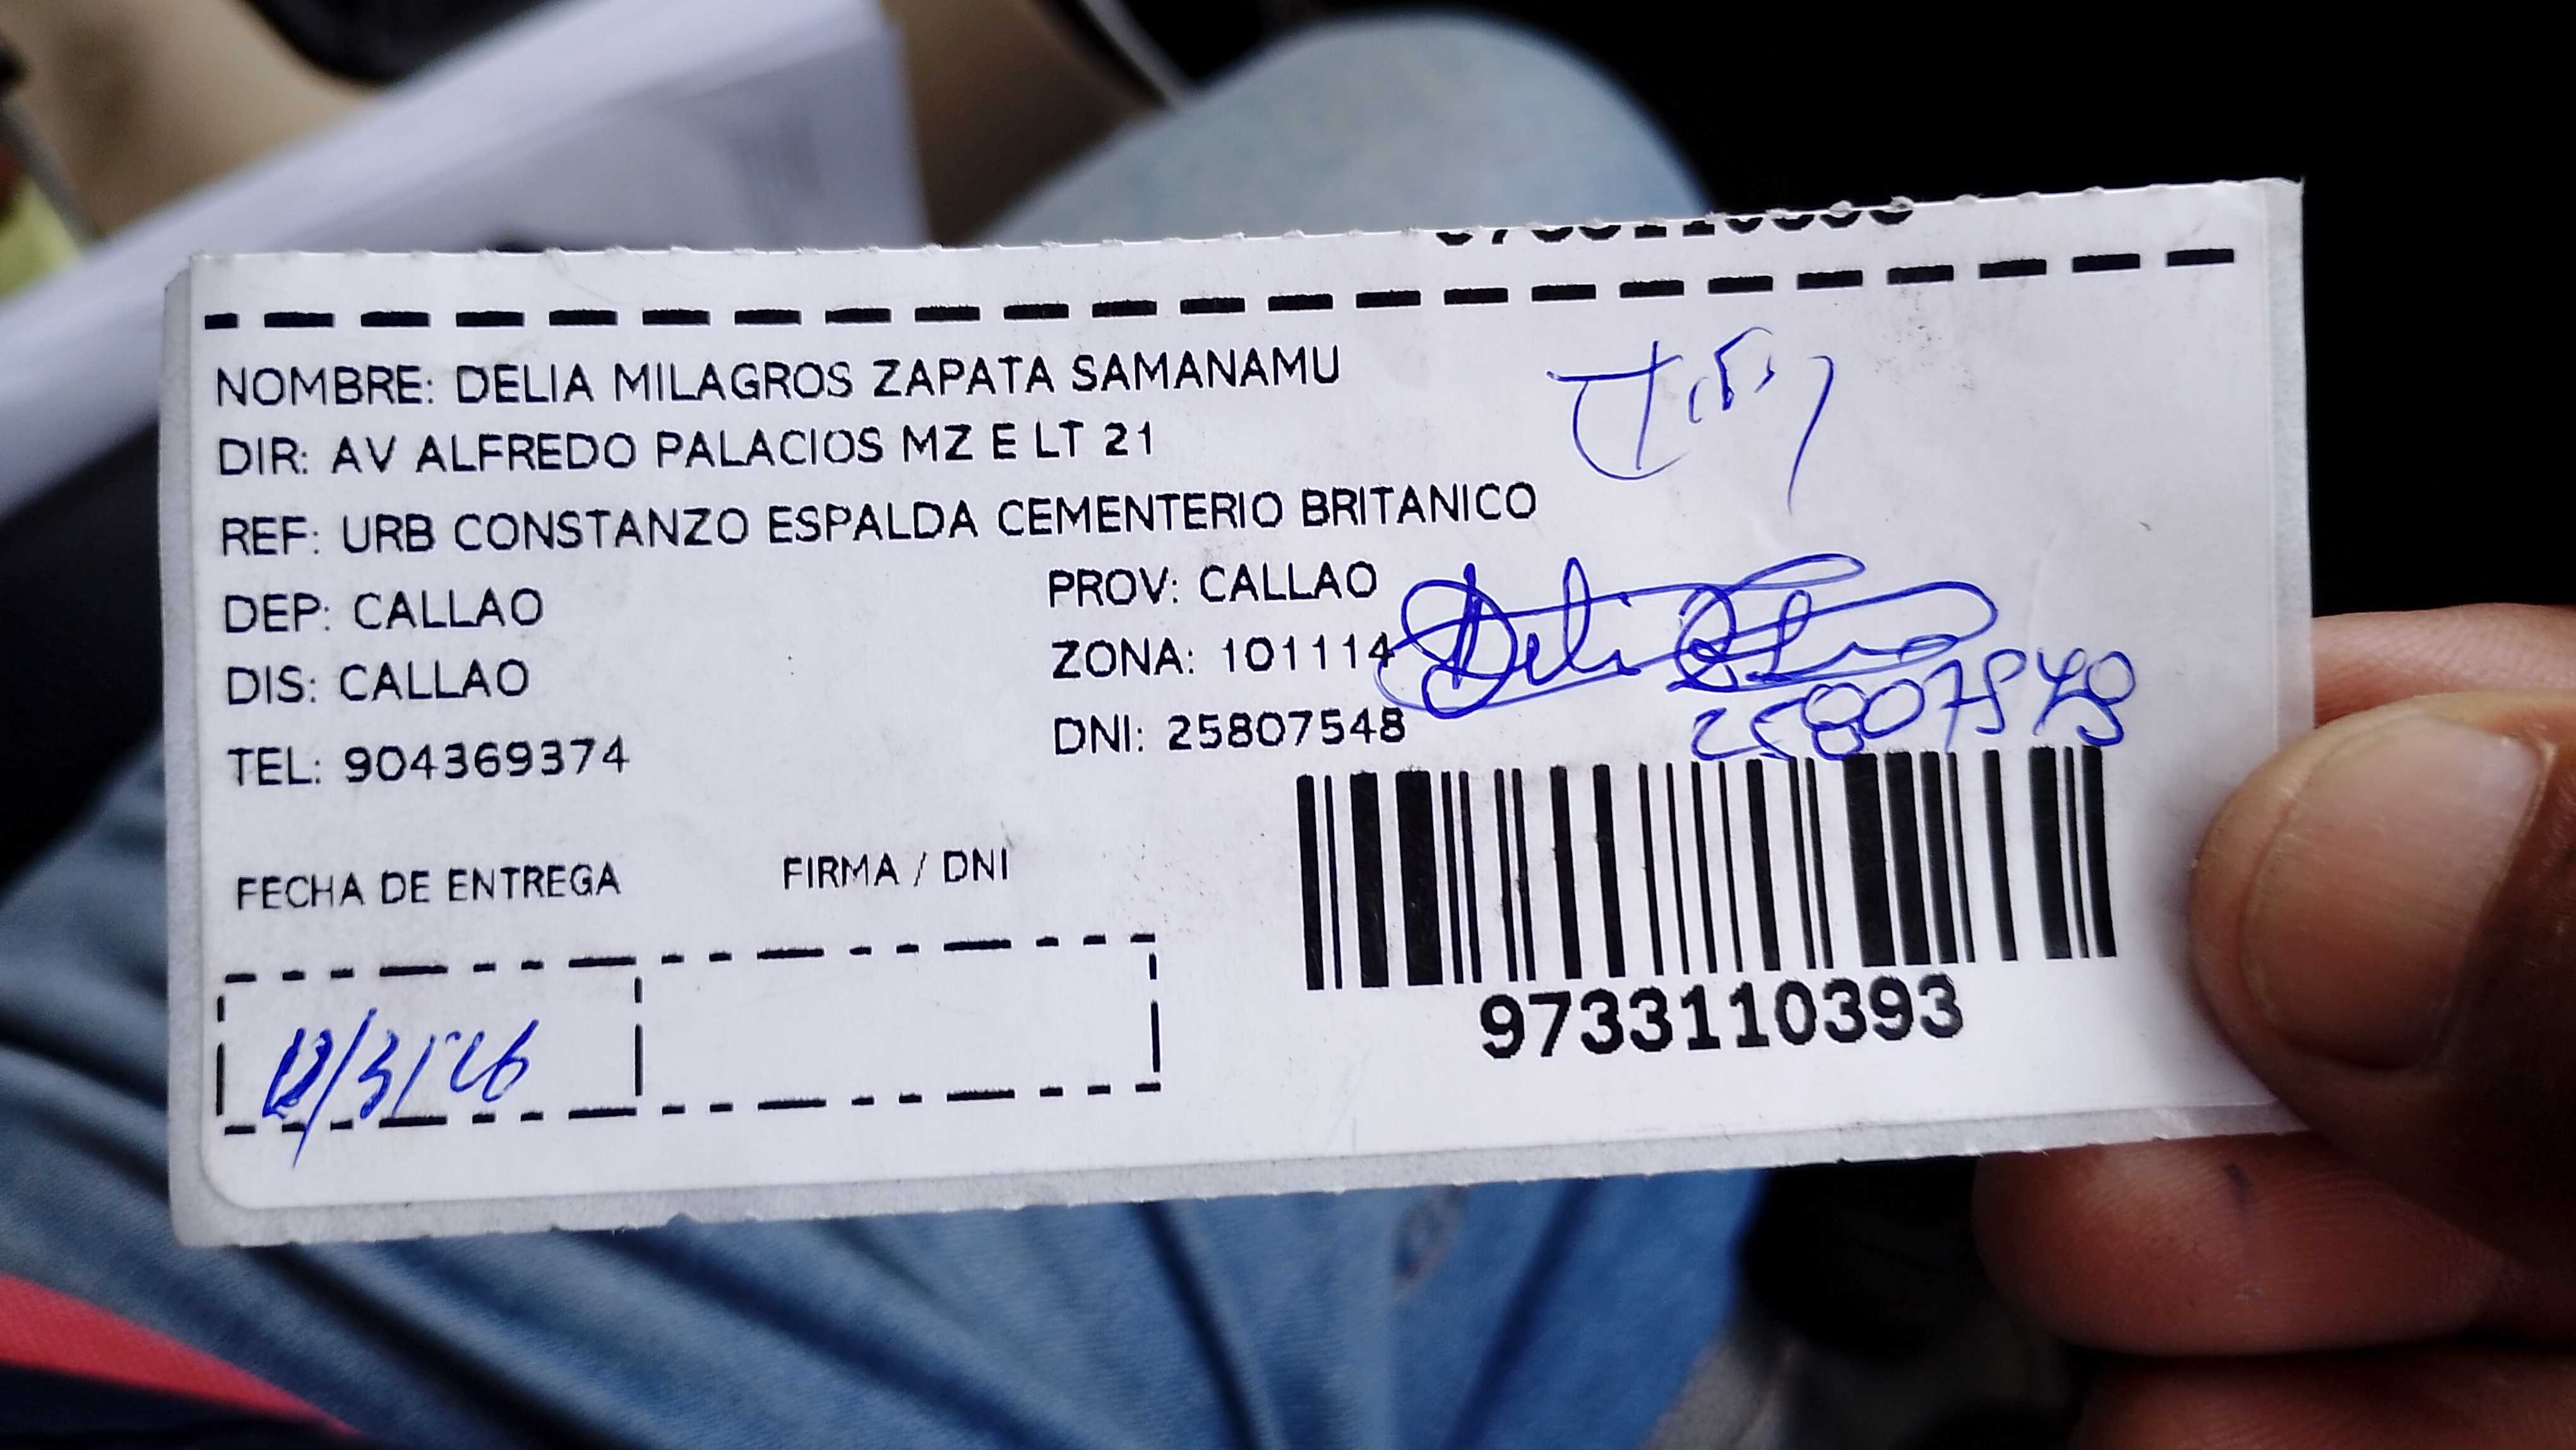 NOMBRE: DELIA MILAGROS ZAPATA SAMANAMU
DIR: AV ALFREDO PALACIOS MZ E LT 21
REF: URB CONSTANZO ESPALDA CEMENTERIO BRITANICO
DEP: CALLAO
PROV: CALLAO
DIS: CALLAO
ZONA: 101114
TEL: 904369374
DNI: 25807548
25807548
FECHA DE ENTREGA
FIRMA / DNI
9733110393